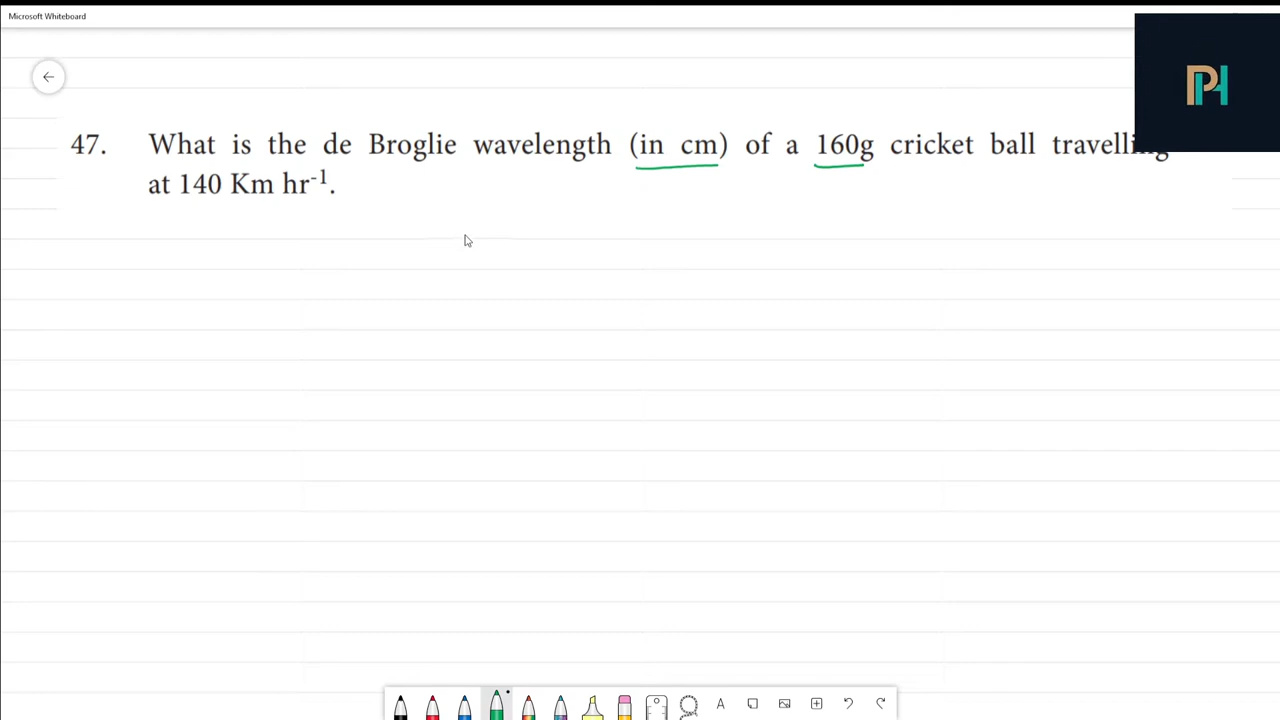 Microsoft Whiteboard
PH
47. What is the de Broglie wavelength (in cm) of a 160g cricket ball travelling
at 140 Km hr⁻¹.
A